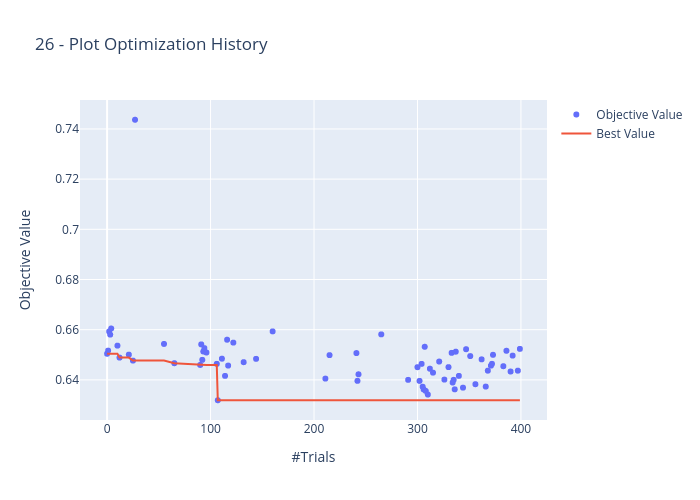 26 - Plot Optimization History
Objective Value
Best Value
0.74
0.72
0.7
0.68
0.66
0.64
Objective Value
0
100
200
300
400
#Trials